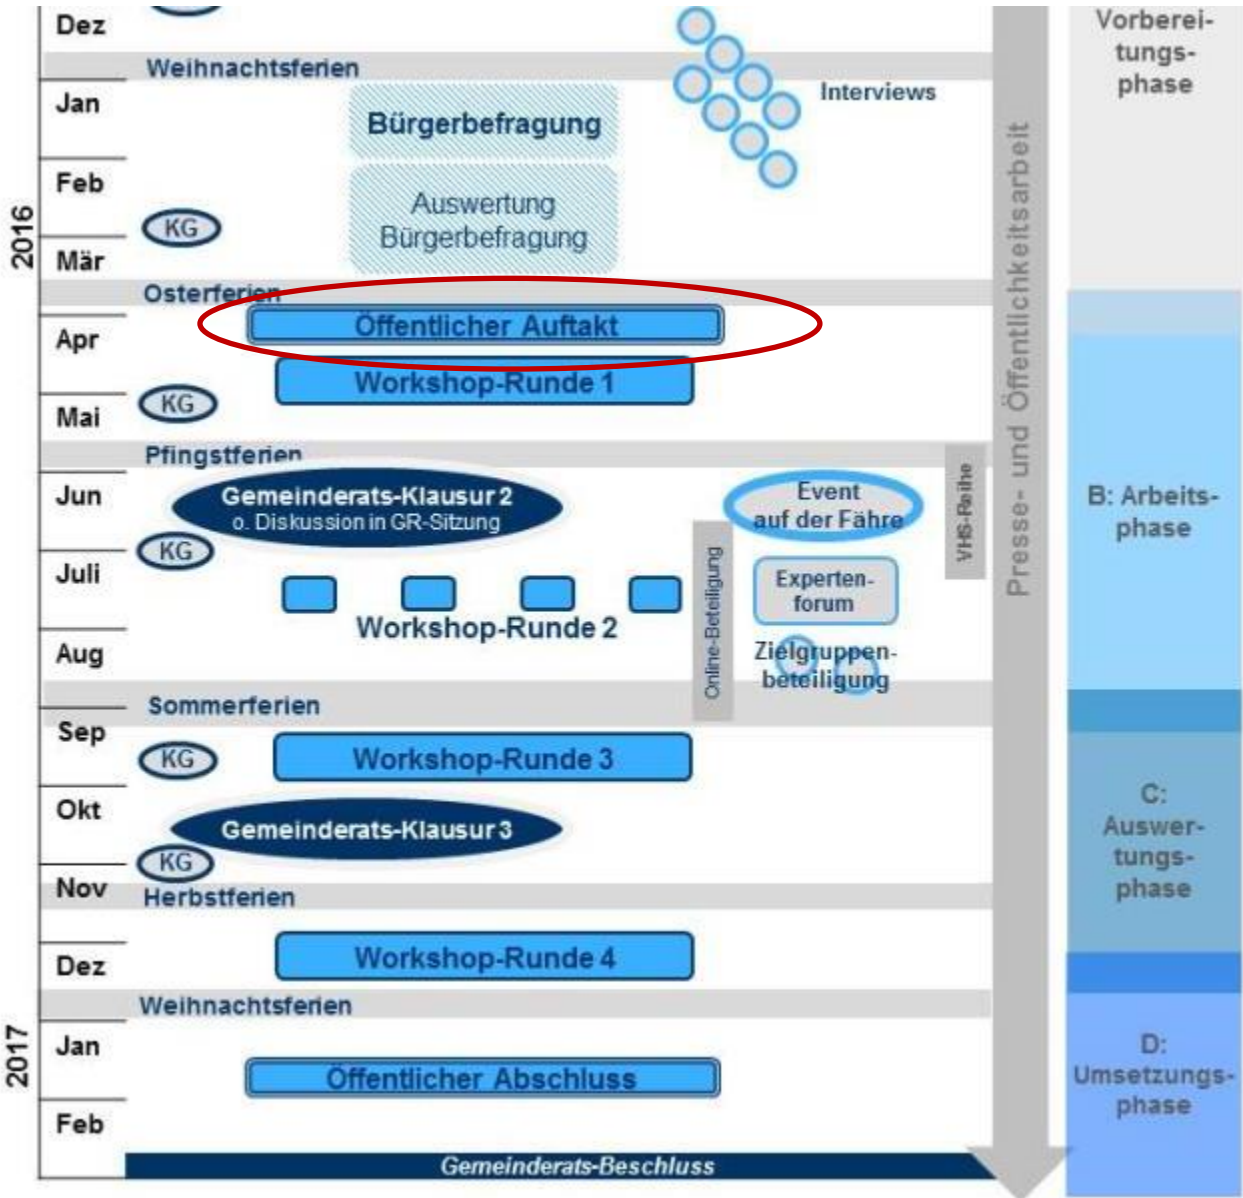 Dez
Vorberei-
tungs-
phase
Weihnachtsferien
Jan
Interviews
Bürgerbefragung
Feb
Auswertung
Bürgerbefragung
KG
2016
Mär
Osterferien
Öffentlicher Auftakt
Apr
Workshop-Runde 1
KG
Mai
Presse- und Öffentlichkeitsarbeit
Pfingstferien
Jun
Gemeinderats-Klausur 2
o. Diskussion in GR-Sitzung
Event
auf der Fähre
VHS-Reihe
B: Arbeits-
phase
KG
Juli
Online-Beteiligung
Experten-
forum
Workshop-Runde 2
Aug
Zielgruppen-
beteiligung
Sommerferien
Sep
KG
Workshop-Runde 3
Okt
Gemeinderats-Klausur 3
C:
Auswer-
tungs-
phase
KG
Nov
Herbstferien
Workshop-Runde 4
Dez
Weihnachtsferien
2017
Jan
D:
Umsetzungs-
phase
Öffentlicher Abschluss
Feb
Gemeinderats-Beschluss